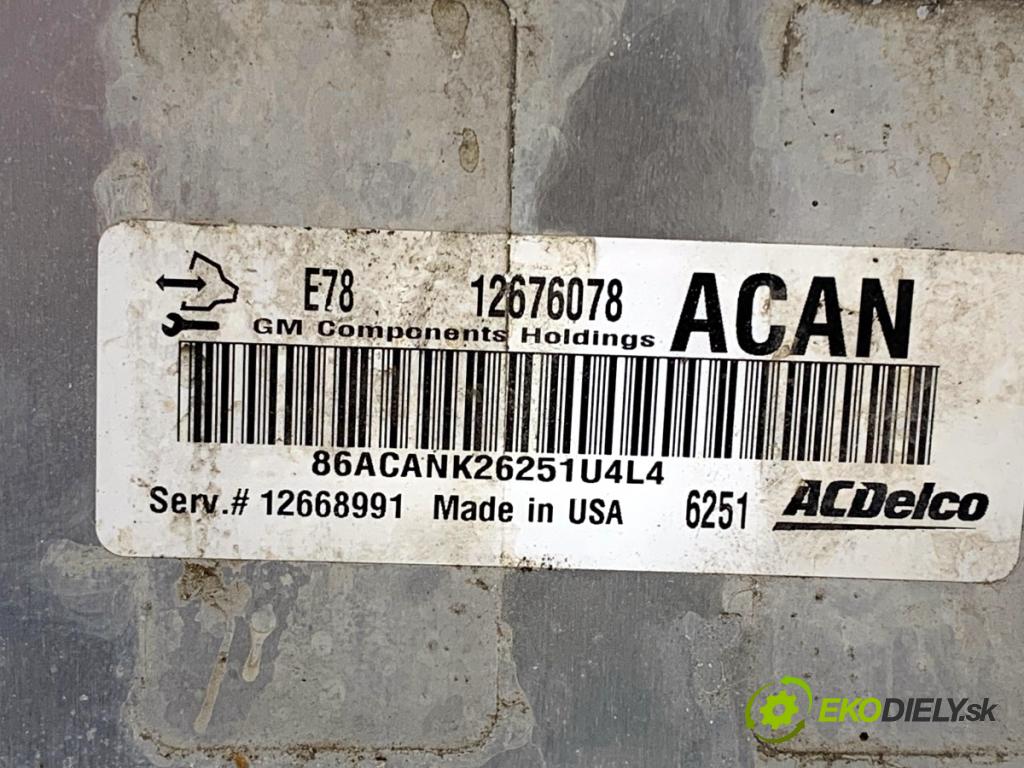 E78 12676078 ACAN
GM Components Holdings
86ACANK26251U4L4
Serv.# 12668991 Made in USA 6251 ACDelco
EKODIELY.sk